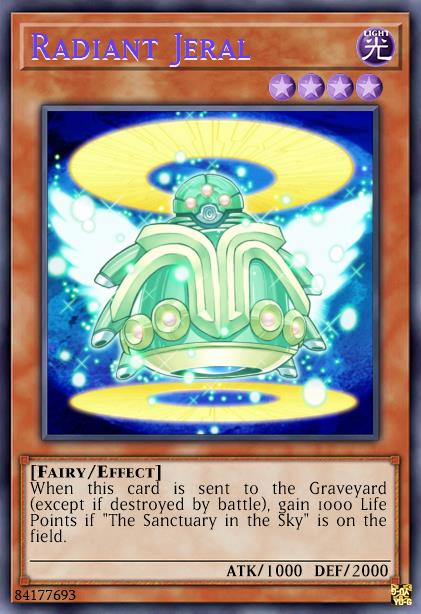 Radiant Jeral
LIGHT
光
[Fairy/Effect]
When this card is sent to the Graveyard
(except if destroyed by battle), gain 1000 Life
Points if "The Sanctuary in the Sky" is on the
field.
ATK/1000 DEF/2000
84177693